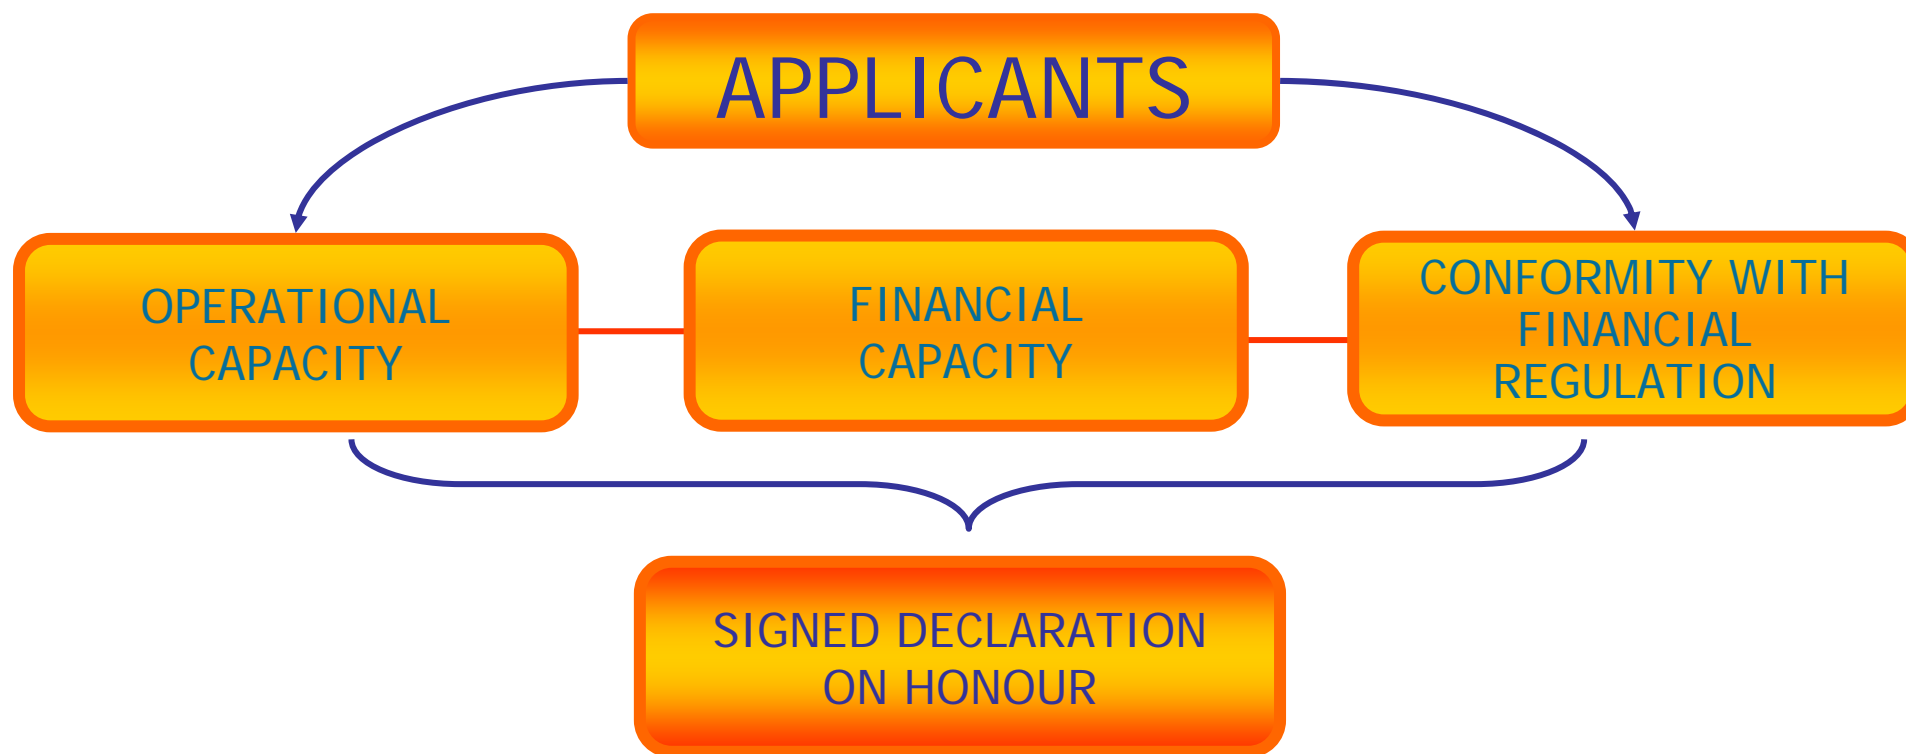 APPLICANTS
OPERATIONAL
CAPACITY
FINANCIAL
CAPACITY
CONFORMITY WITH
FINANCIAL
REGULATION
SIGNED DECLARATION
ON HONOUR